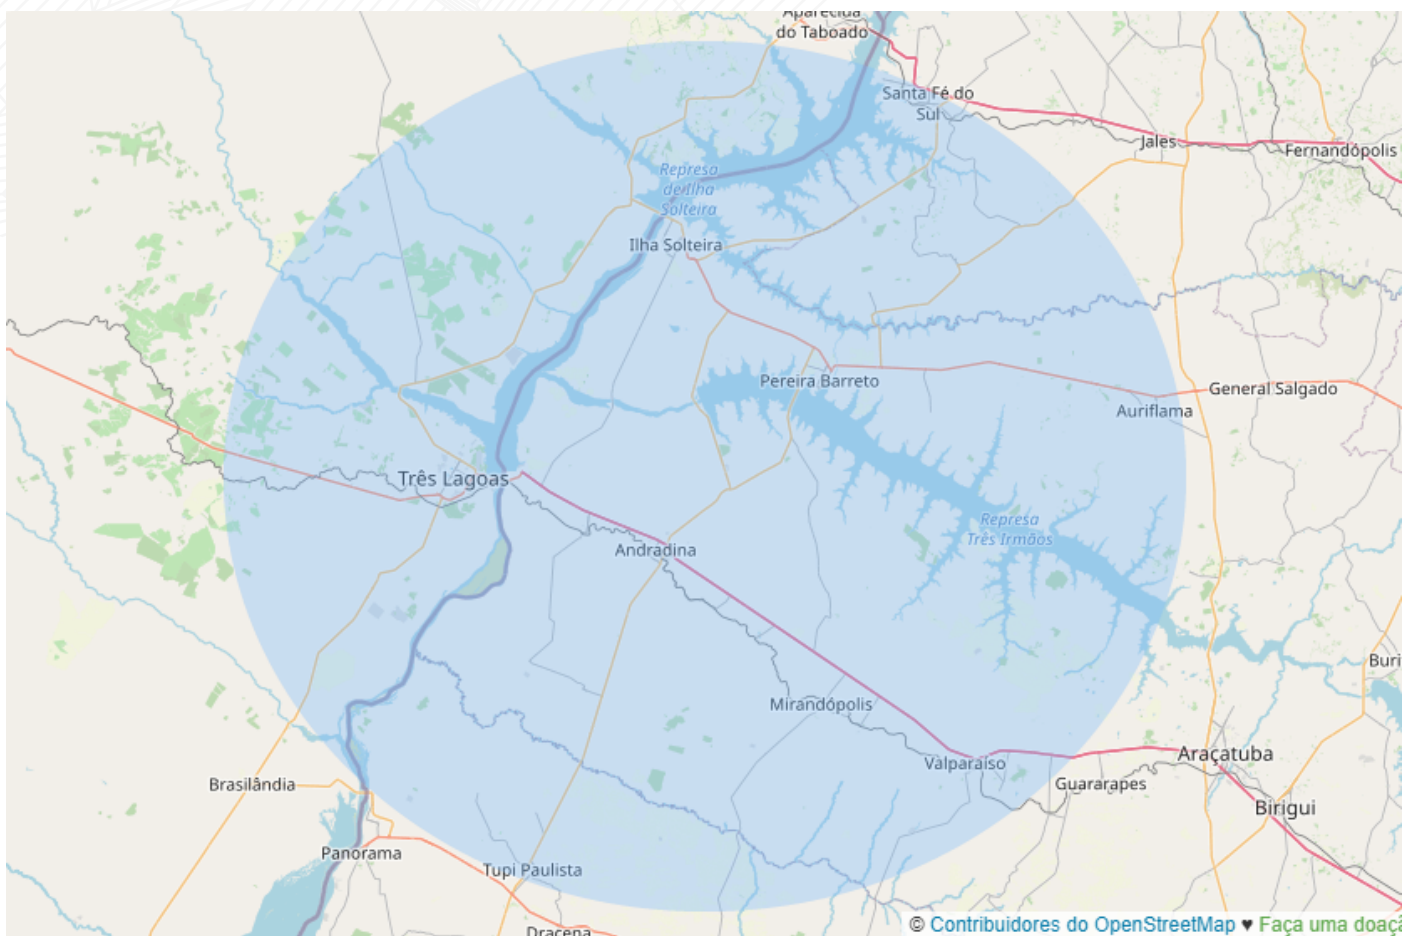 Aparecida
do Taboado
Santa Fé do
Sul
Jales
Fernandópolis
Represa
de Ilha
Solteira
Ilha Solteira
Pereira Barreto
General Salgado
Auriflama
Três Lagoas
Represa
Três Irmãos
Andradina
Buri
Mirandópolis
Araçatuba
Valparaíso
Guararapes
Brasilândia
Birigui
Panorama
Tupi Paulista
Dracena
© Contribuidores do OpenStreetMap ♥ Faça uma doaçã